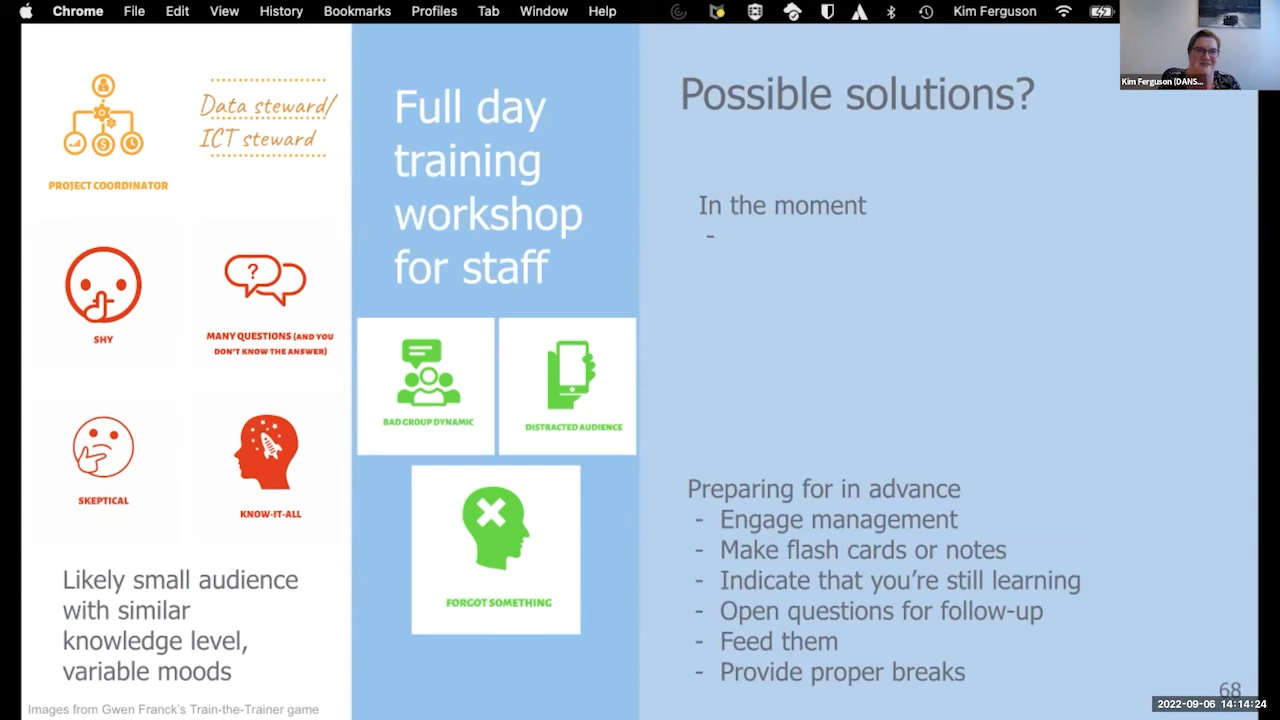 Chrome File Edit View History Bookmarks Profiles Tab Window Help Kim Ferguson
Kim Ferguson (DANS...
Data steward/
ICT steward
PROJECT COORDINATOR
SHY
MANY QUESTIONS (AND YOU
DON'T KNOW THE ANSWER)
SKEPTICAL
KNOW-IT-ALL
Likely small audience
with similar
knowledge level,
variable moods
Images from Gwen Franck's Train-the-Trainer game
Full day
training
workshop
for staff
BAD GROUP DYNAMIC
DISTRACTED AUDIENCE
FORGOT SOMETHING
Possible solutions?
In the moment
-
Preparing for in advance
- Engage management
- Make flash cards or notes
- Indicate that you're still learning
- Open questions for follow-up
- Feed them
- Provide proper breaks
68
2022-09-06 14:14:24